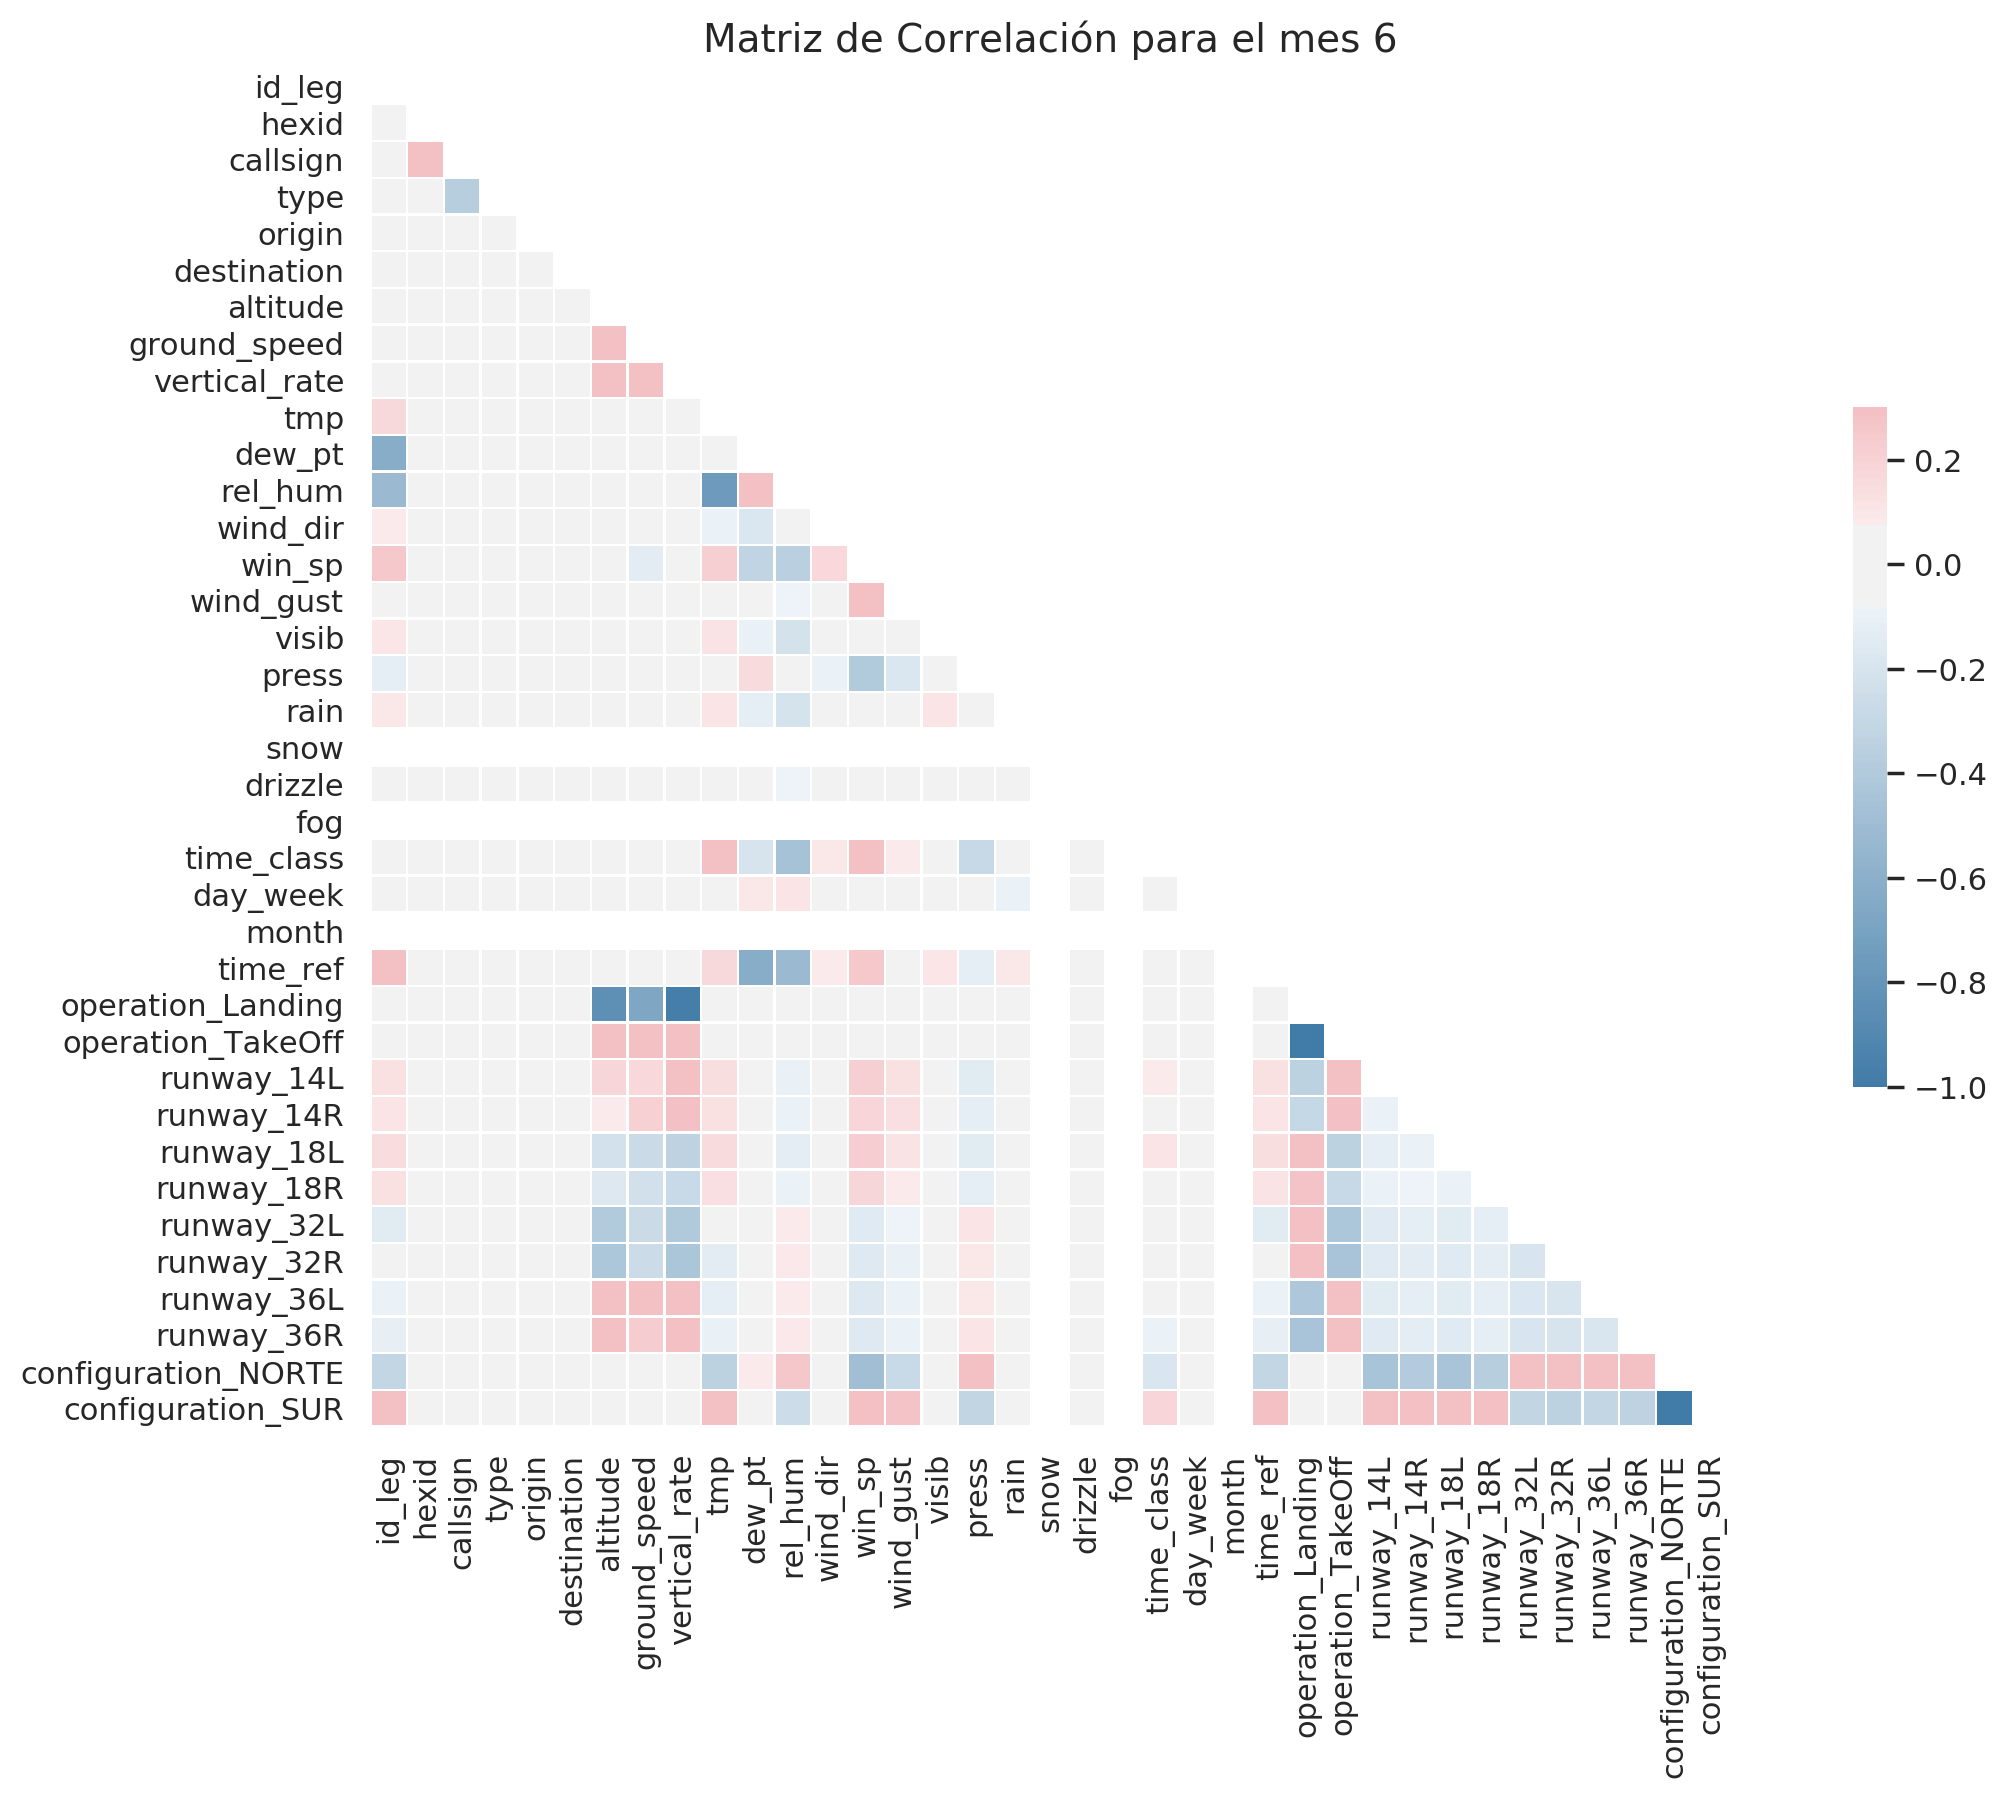 Matriz de Correlación para el mes 6
id_leg
hexid
callsign
type
origin
destination
altitude
ground_speed
vertical_rate
tmp
dew_pt
rel_hum
wind_dir
win_sp
wind_gust
visib
press
rain
snow
drizzle
fog
time_class
day_week
month
time_ref
operation_Landing
operation_TakeOff
runway_14L
runway_14R
runway_18L
runway_18R
runway_32L
runway_32R
runway_36L
runway_36R
configuration_NORTE
configuration_SUR
id_leg
hexid
callsign
type
origin
destination
altitude
ground_speed
vertical_rate
tmp
dew_pt
rel_hum
wind_dir
win_sp
wind_gust
visib
press
rain
snow
drizzle
fog
time_class
day_week
month
time_ref
operation_Landing
operation_TakeOff
runway_14L
runway_14R
runway_18L
runway_18R
runway_32L
runway_32R
runway_36L
runway_36R
configuration_NORTE
configuration_SUR
0.2
0.0
−0.2
−0.4
−0.6
−0.8
−1.0